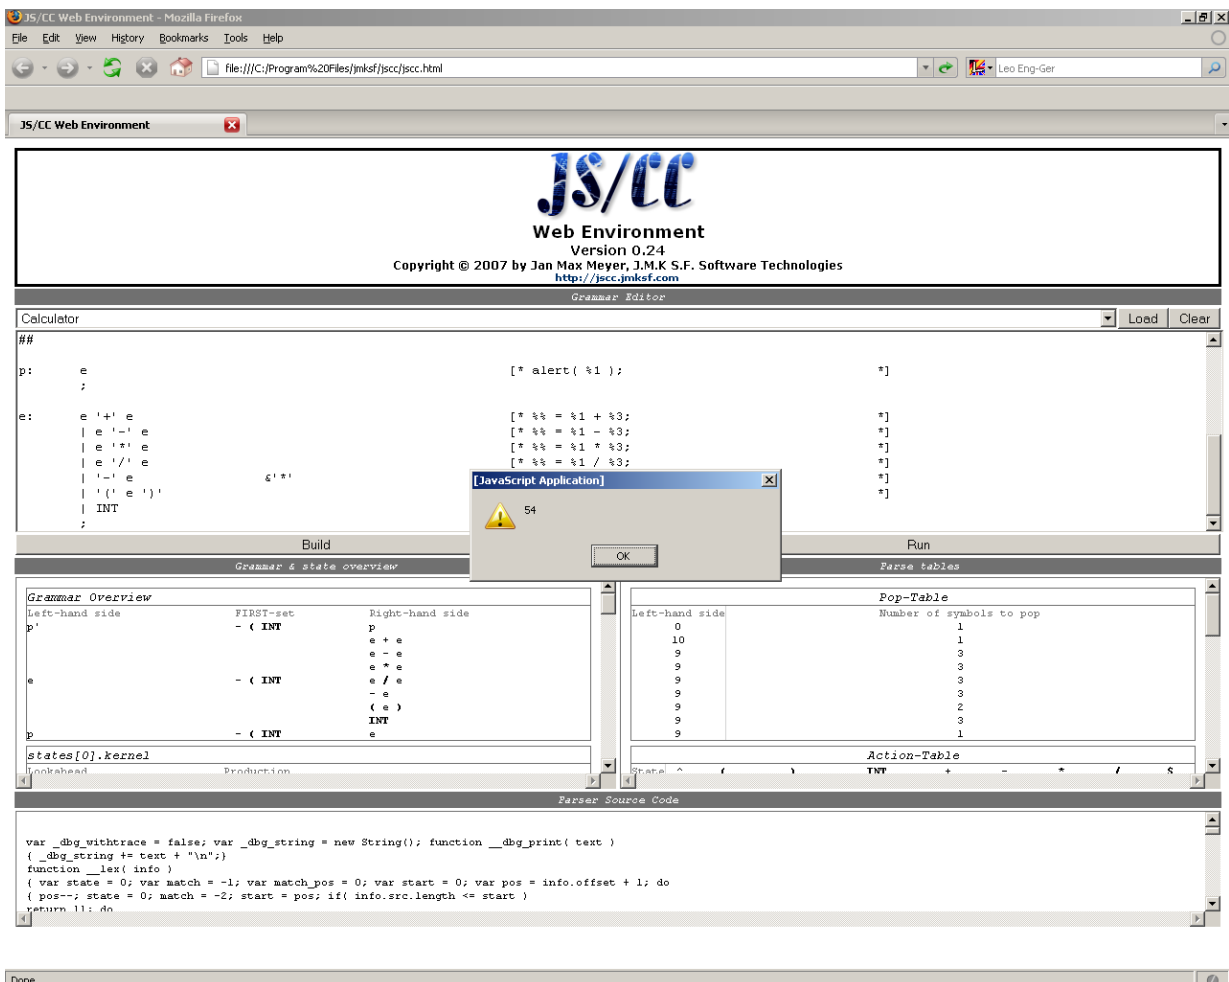 JS/CC Web Environment - Mozilla Firefox
File Edit View History Bookmarks Tools Help
file:///C:/Program%20Files/jmksf/jscc/jscc.html
Leo Eng-Ger
JS/CC Web Environment
JS/CC
Web Environment
Version 0.24
Copyright © 2007 by Jan Max Meyer, J.M.K S.F. Software Technologies
http://jscc.jmksf.com
Grammar Editor
Calculator Load Clear
##
p: e [* alert( %1 ); *]
;
e: e '+' e [* %% = %1 + %3; *]
| e '-' e [* %% = %1 - %3; *]
| e '*' e [* %% = %1 * %3; *]
| e '/' e [* %% = %1 / %3; *]
| '-' e &'*' *]
| '(' e ')' *]
| INT
;
[JavaScript Application]
54
OK
Build Run
Grammar & state overview Parse tables
Grammar Overview
Left-hand side FIRST-set Right-hand side
p' - ( INT p
e + e
e - e
e * e
e - ( INT e / e
- e
( e )
INT
p - ( INT e
states[0].kernel
Lookahead Production
Pop-Table
Left-hand side Number of symbols to pop
0 1
10 1
9 3
9 3
9 3
9 3
9 2
9 3
9 1
Action-Table
State ^ ( ) INT + - * / $
Parser Source Code
var _dbg_withtrace = false; var _dbg_string = new String(); function __dbg_print( text )
{ _dbg_string += text + "\n";}
function __lex( info )
{ var state = 0; var match = -1; var match_pos = 0; var start = 0; var pos = info.offset + 1; do
{ pos--; state = 0; match = -2; start = pos; if( info.src.length <= start )
return 11; do
Done